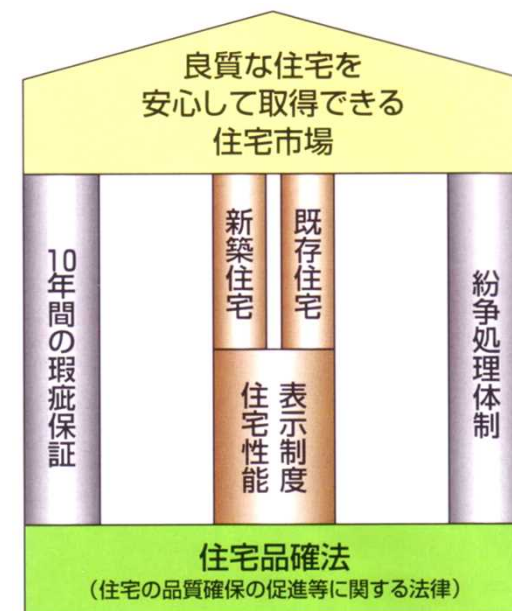 良質な住宅を
安心して取得できる
住宅市場
10年間の瑕疵保証
新築住宅
既存住宅
住宅性能
表示制度
紛争処理体制
住宅品確法
（住宅の品質確保の促進等に関する法律）